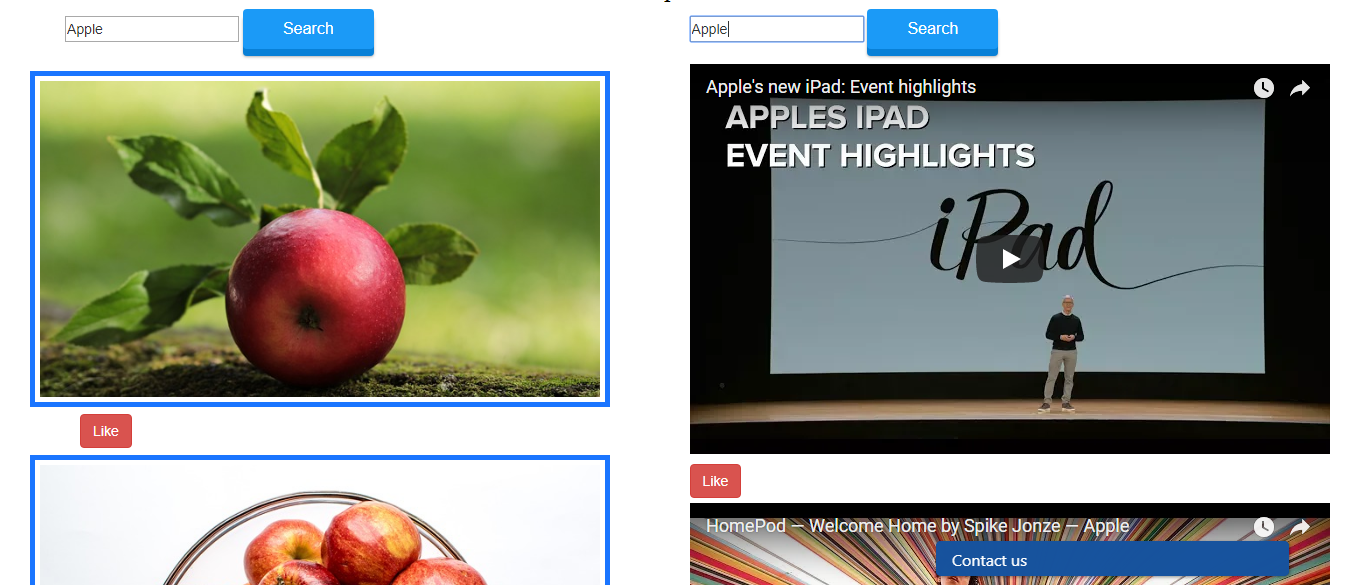 Apple
Search
Like
Apple
Search
Apple's new iPad: Event highlights
APPLES IPAD
EVENT HIGHLIGHTS
iPad
Like
HomePod — Welcome Home by Spike Jonze — Apple
Contact us